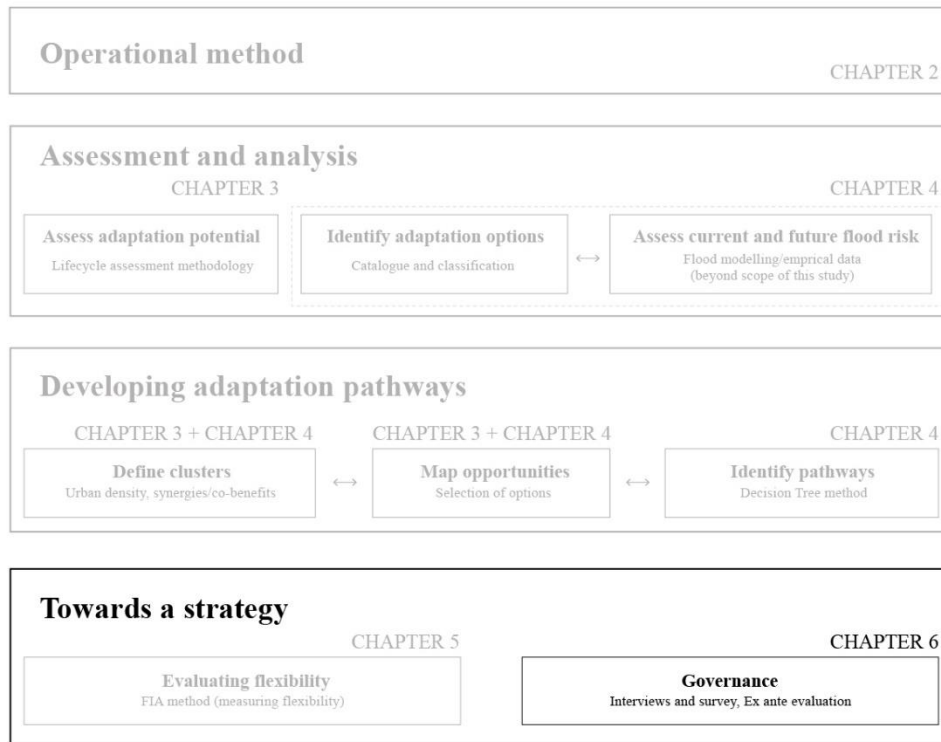 Operational method
CHAPTER 2
Assessment and analysis
CHAPTER 3
CHAPTER 4
Assess adaptation potential
Lifecycle assessment methodology
Identify adaptation options
Catalogue and classification
Assess current and future flood risk
Flood modelling/emprical data
(beyond scope of this study)
Developing adaptation pathways
CHAPTER 3 + CHAPTER 4
CHAPTER 3 + CHAPTER 4
CHAPTER 4
Define clusters
Urban density, synergies/co-benefits
Map opportunities
Selection of options
Identify pathways
Decision Tree method
Towards a strategy
CHAPTER 5
CHAPTER 6
Evaluating flexibility
FIA method (measuring flexibility)
Governance
Interviews and survey, Ex ante evaluation